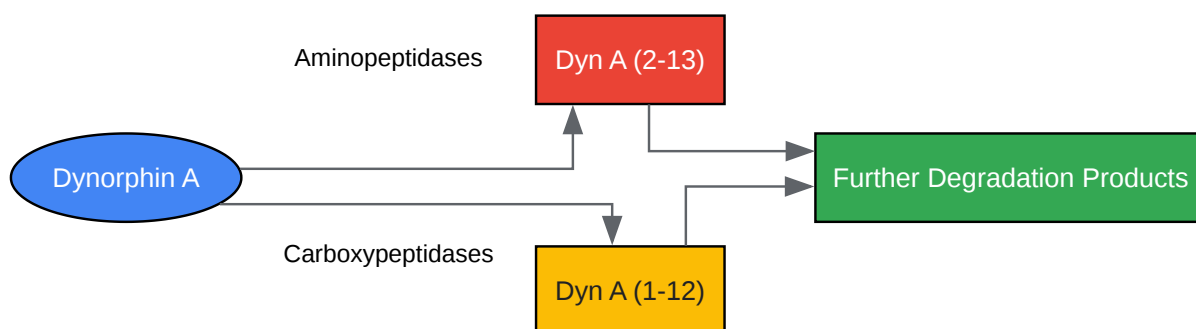 Aminopeptidases
Dyn A (2-13)
Dynorphin A
Further Degradation Products
Carboxypeptidases
Dyn A (1-12)